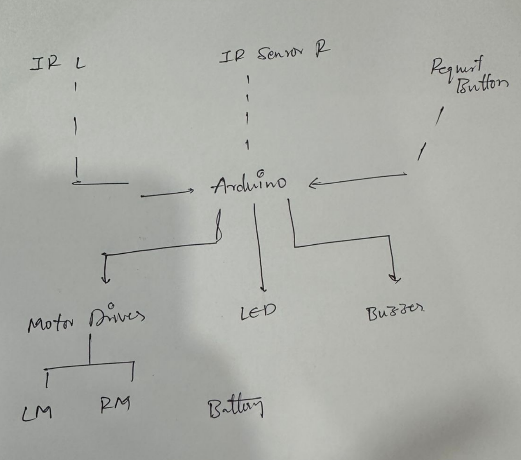 IR L
IR Sensor R
Request
Button
Arduino
Motor Drives
LED
Buzzer
LM
RM
Battery